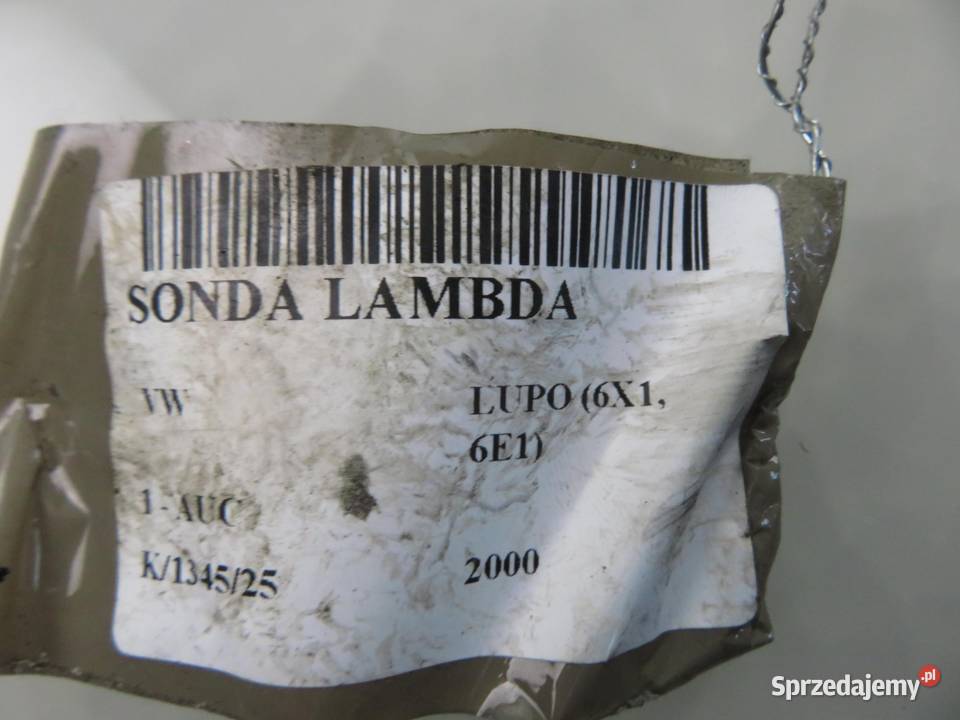 SONDA LAMBDA
VW
LUPO (6X1,
6E1)
1 - AUC
K/1345/25
2000
Sprzedajemy.pl